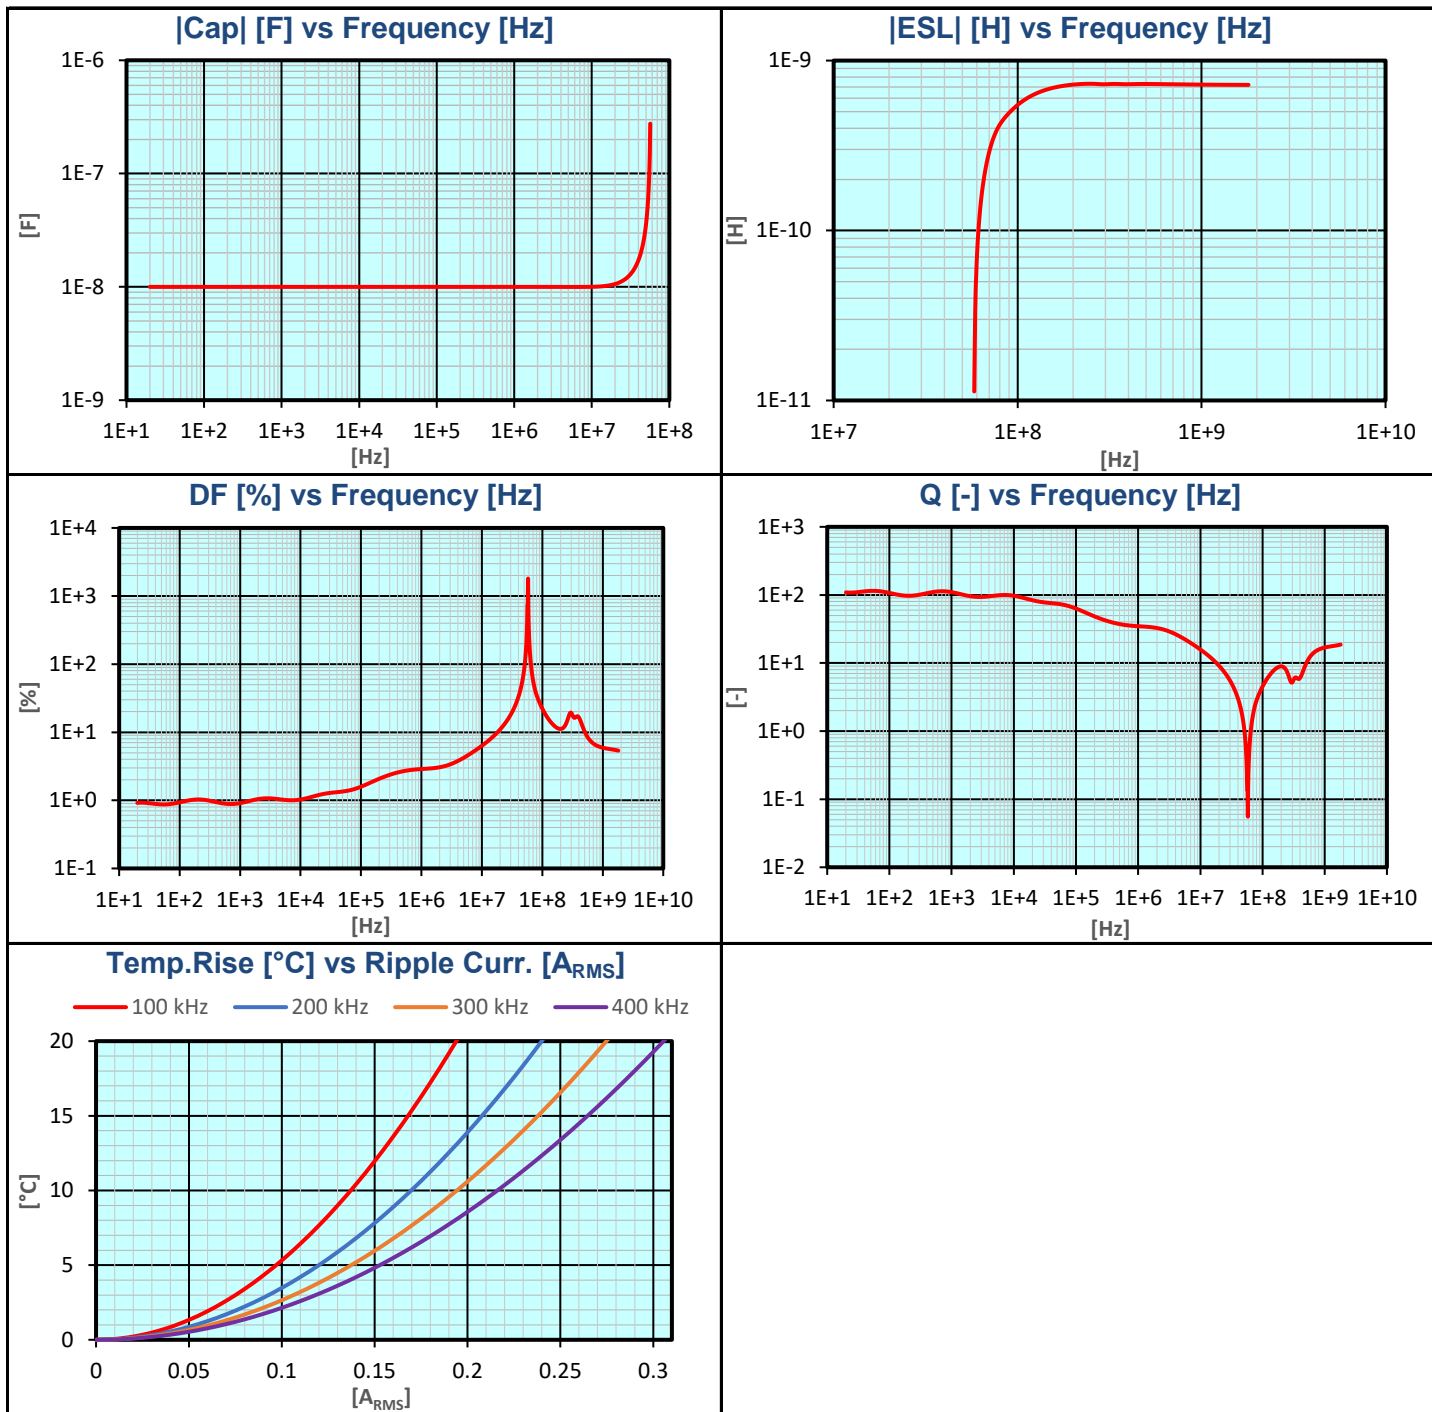 |Cap| [F] vs Frequency [Hz]
1E-6
1E-7
1E-8
1E-9
[F]
1E+1 1E+2 1E+3 1E+4 1E+5 1E+6 1E+7 1E+8
[Hz]
|ESL| [H] vs Frequency [Hz]
1E-9
1E-10
1E-11
[H]
1E+7 1E+8 1E+9 1E+10
[Hz]
DF [%] vs Frequency [Hz]
1E+4
1E+3
1E+2
1E+1
1E+0
1E-1
[%]
1E+1 1E+2 1E+3 1E+4 1E+5 1E+6 1E+7 1E+8 1E+9 1E+10
[Hz]
Q [-] vs Frequency [Hz]
1E+3
1E+2
1E+1
1E+0
1E-1
1E-2
[-]
1E+1 1E+2 1E+3 1E+4 1E+5 1E+6 1E+7 1E+8 1E+9 1E+10
[Hz]
Temp.Rise [°C] vs Ripple Curr. [ARMS]
100 kHz 200 kHz 300 kHz 400 kHz
20
15
10
5
0
[°C]
0 0.05 0.1 0.15 0.2 0.25 0.3
[ARMS]